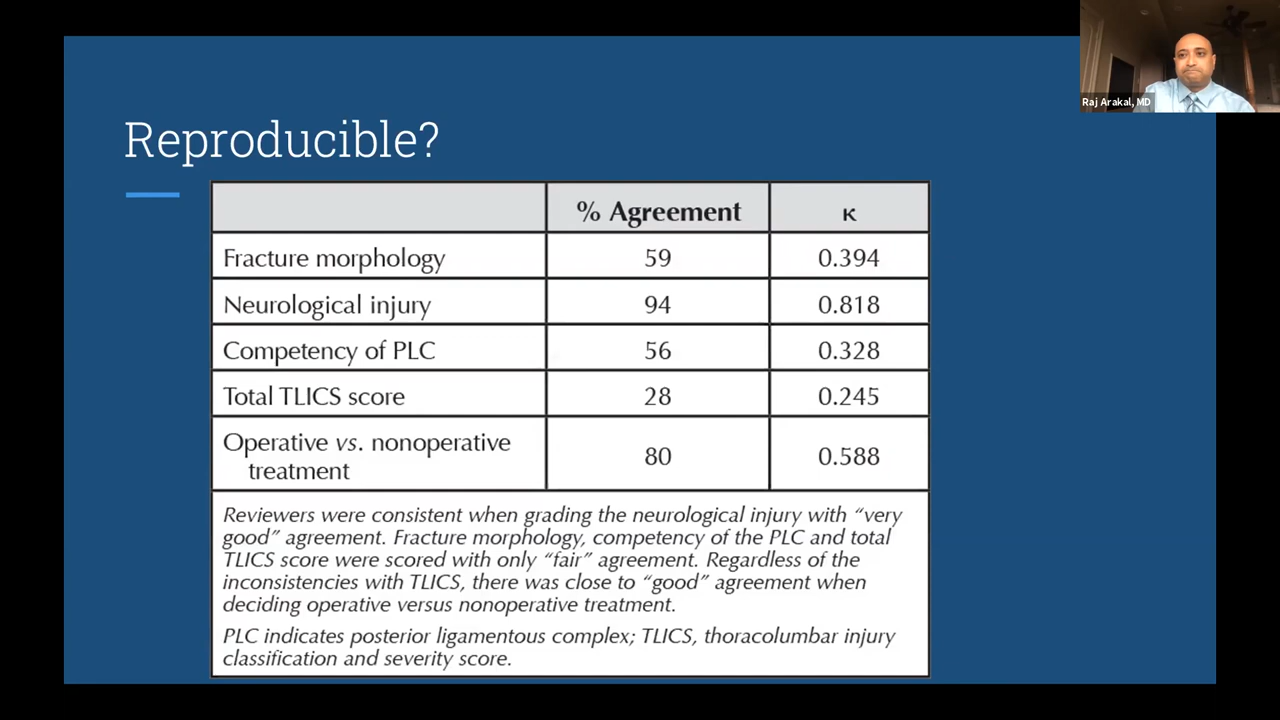 Raj Arakal, MD
Reproducible?
% Agreement κ
Fracture morphology 59 0.394
Neurological injury 94 0.818
Competency of PLC 56 0.328
Total TLICS score 28 0.245
Operative vs. nonoperative
treatment 80 0.588
Reviewers were consistent when grading the neurological injury with “very
good” agreement. Fracture morphology, competency of the PLC and total
TLICS score were scored with only “fair” agreement. Regardless of the
inconsistencies with TLICS, there was close to “good” agreement when
deciding operative versus nonoperative treatment.
PLC indicates posterior ligamentous complex; TLICS, thoracolumbar injury
classification and severity score.